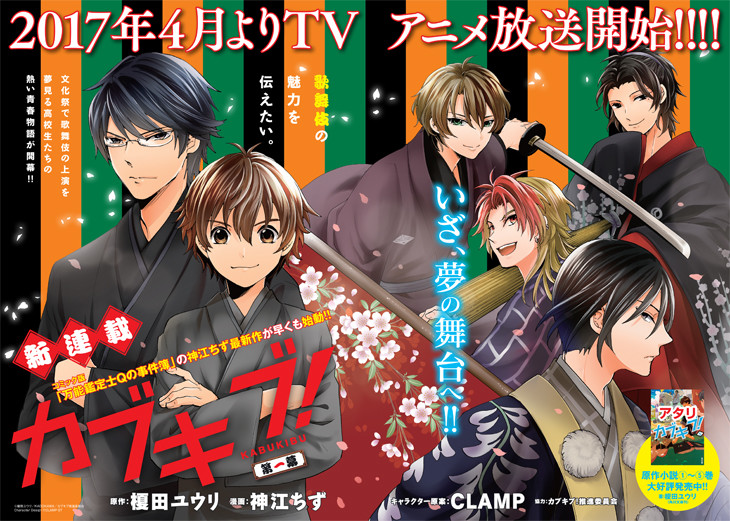 2017年4月よりTV アニメ放送開始!!!!
歌舞伎の
魅力を
伝えたい。
文化祭で歌舞伎の上演を
夢見る高校生たちの
熱い青春物語が開幕!!
いざ、夢の舞台へ!!
新連載
コミック版
「万能鑑定士Qの事件簿」の神江ちず最新作が早くも始動!!
カブキブ!
KABUKIBU
第一幕
原作:榎田ユウリ 漫画:神江ちず
キャラクター原案:CLAMP 協力:カブキブ!推進委員会
アタリ
カブキブ!
原作小説①~⑤巻
大好評発売中!!
著:榎田ユウリ